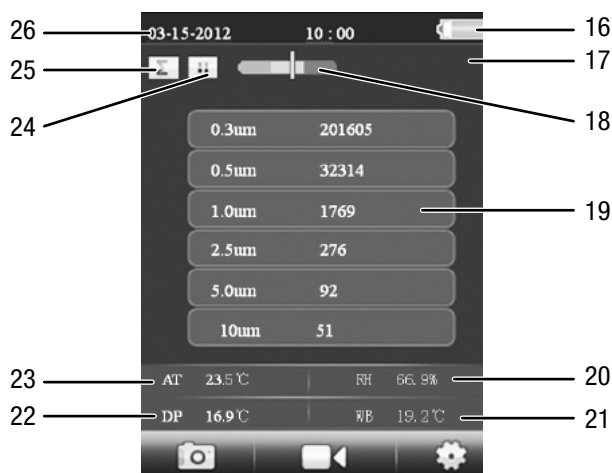 26 03-15-2012 10:00 16
25 Σ 17
24 18
0.3um 201605
0.5um 32314
1.0um 1769 19
2.5um 276
5.0um 92
10um 51
23 AT 23.5℃ RH 66.9% 20
22 DP 16.9℃ WB 19.2℃ 21